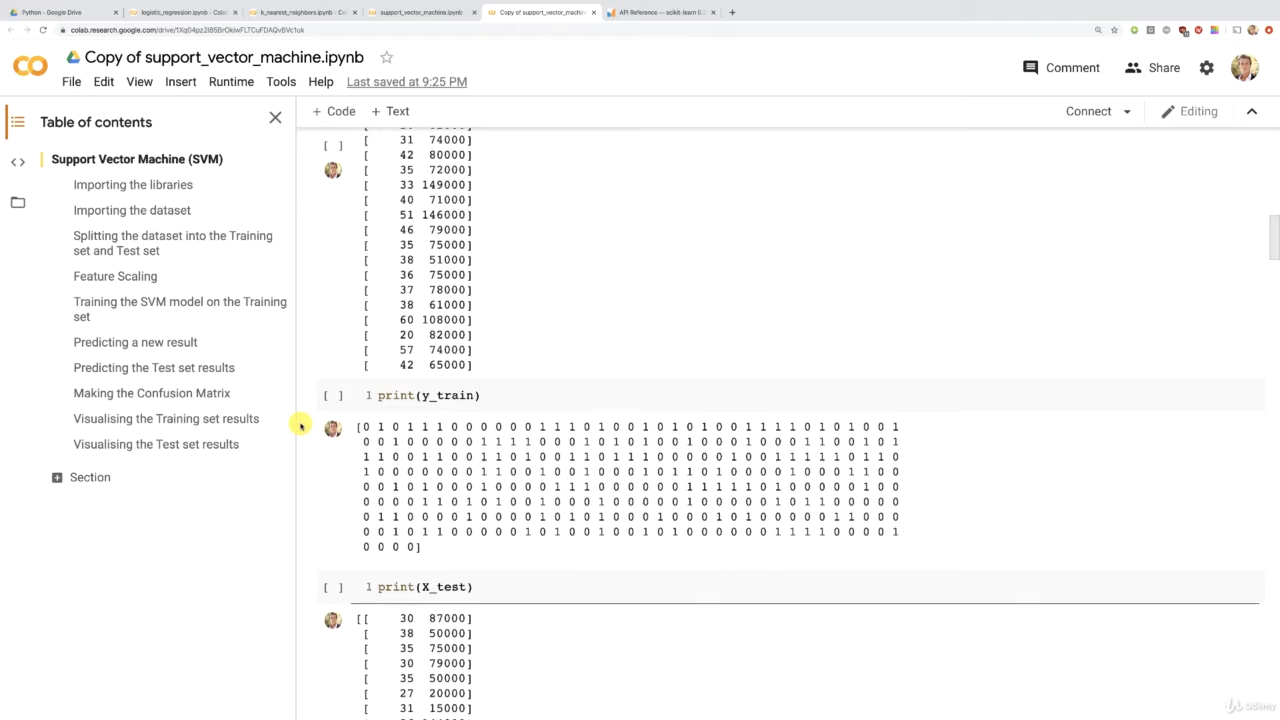 Python - Google Drive
logistic_regression.ipynb - Cola
k_nearest_neighbors.ipynb - Co
support_vector_machine.ipynb
Copy of support_vector_machin
API Reference — scikit-learn 0.2
Copy of support_vector_machine.ipynb
File Edit View Insert Runtime Tools Help Last saved at 9:25 PM
Comment Share
+ Code + Text
Connect Editing
Table of contents
Support Vector Machine (SVM)
Importing the libraries
Importing the dataset
Splitting the dataset into the Training
set and Test set
Feature Scaling
Training the SVM model on the Training
set
Predicting a new result
Predicting the Test set results
Making the Confusion Matrix
Visualising the Training set results
Visualising the Test set results
Section
[ ]
[ 31 74000]
[ 42 80000]
[ 35 72000]
[ 33 149000]
[ 40 71000]
[ 51 146000]
[ 46 79000]
[ 35 75000]
[ 38 51000]
[ 36 75000]
[ 37 78000]
[ 38 61000]
[ 60 108000]
[ 20 82000]
[ 57 74000]
[ 42 65000]
[ ] 1 print(y_train)
[0 1 0 1 1 1 0 0 0 0 0 0 1 1 1 0 1 0 0 1 0 1 0 1 0 0 1 1 1 1 0 1 0 1 0 0 1
0 0 1 0 0 0 0 0 1 1 1 1 0 0 0 1 0 1 0 1 0 0 1 0 0 0 1 0 0 0 1 1 0 0 1 0 1
1 1 0 0 1 1 0 0 1 1 0 1 0 0 1 1 0 1 1 1 0 0 0 0 0 1 0 0 1 1 1 1 1 0 1 1 0
1 0 0 0 0 0 0 0 1 1 0 0 1 0 0 1 0 0 0 1 0 1 1 0 1 0 0 0 0 1 0 0 0 1 1 0 0
0 0 1 0 1 0 0 1 0 0 0 1 0 1 1 1 0 0 0 0 0 0 1 1 1 1 1 0 1 0 0 0 0 0 1 0 0
0 0 0 0 1 1 0 1 0 1 0 0 1 0 0 0 1 0 0 0 0 0 1 0 0 0 0 0 1 0 1 1 0 0 0 0 0
0 1 1 0 0 0 0 1 0 0 0 0 1 0 1 0 1 0 0 0 1 0 0 0 1 0 1 0 0 0 0 0 1 1 0 0 0
0 0 1 0 1 1 0 0 0 0 0 1 0 1 0 0 1 0 0 1 0 1 0 0 0 0 0 0 1 1 1 1 0 0 0 0 1
0 0 0 0]
[ ] 1 print(X_test)
[[ 30 87000]
[ 38 50000]
[ 35 75000]
[ 30 79000]
[ 35 50000]
[ 27 20000]
[ 31 15000]
Udemy